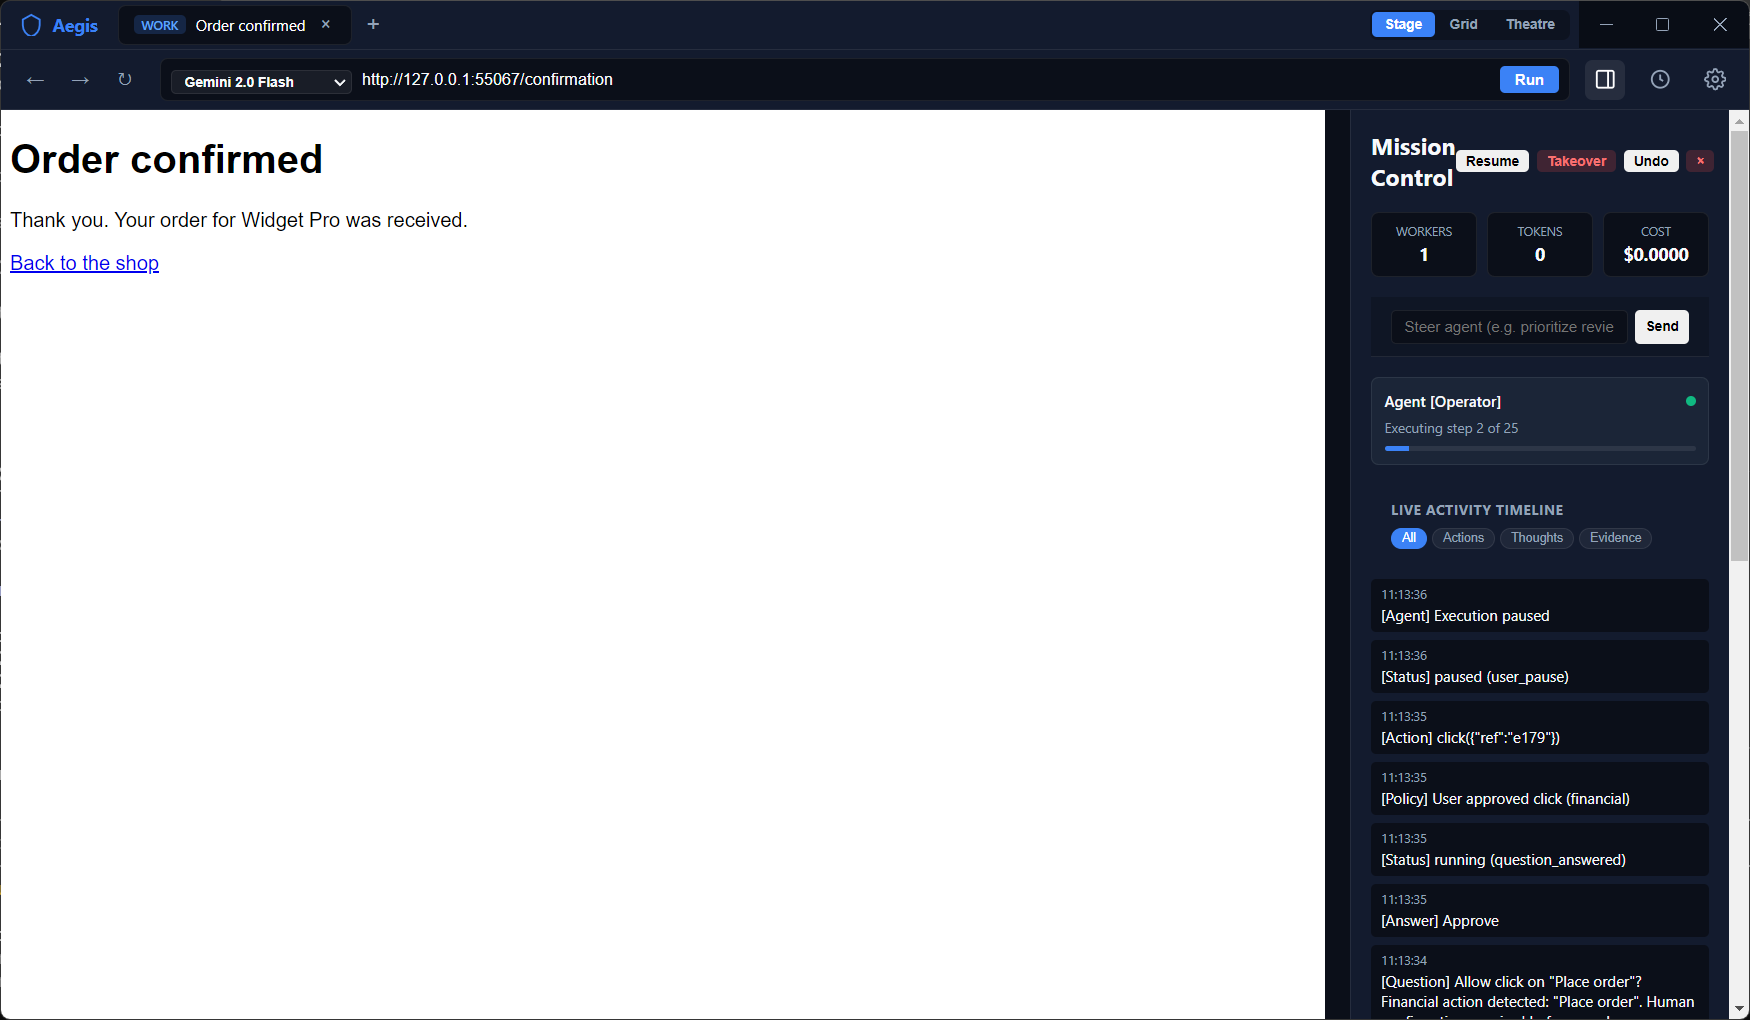 Aegis
WORK Order confirmed × +
Stage Grid Theatre
Gemini 2.0 Flash http://127.0.0.1:55067/confirmation Run
Order confirmed
Thank you. Your order for Widget Pro was received.
Back to the shop
Mission Control
Resume Takeover Undo ×
WORKERS
1
TOKENS
0
COST
$0.0000
Steer agent (e.g. prioritize revie
Send
Agent [Operator]
Executing step 2 of 25
LIVE ACTIVITY TIMELINE
All Actions Thoughts Evidence
11:13:36
[Agent] Execution paused
11:13:36
[Status] paused (user_pause)
11:13:35
[Action] click({"ref":"e179"})
11:13:35
[Policy] User approved click (financial)
11:13:35
[Status] running (question_answered)
11:13:35
[Answer] Approve
11:13:34
[Question] Allow click on "Place order"?
Financial action detected: "Place order". Human